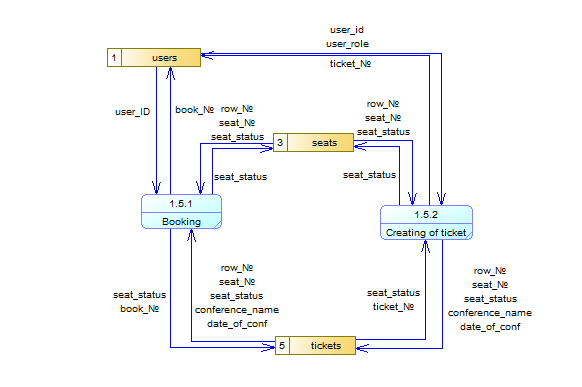 user_id
user_role
ticket_№
1 users
user_ID
book_№
row_№
seat_№
seat_status
row_№
seat_№
seat_status
3 seats
seat_status
seat_status
1.5.1
Booking
1.5.2
Creating of ticket
seat_status
book_№
row_№
seat_№
seat_status
conference_name
date_of_conf
seat_status
ticket_№
row_№
seat_№
seat_status
conference_name
date_of_conf
5 tickets